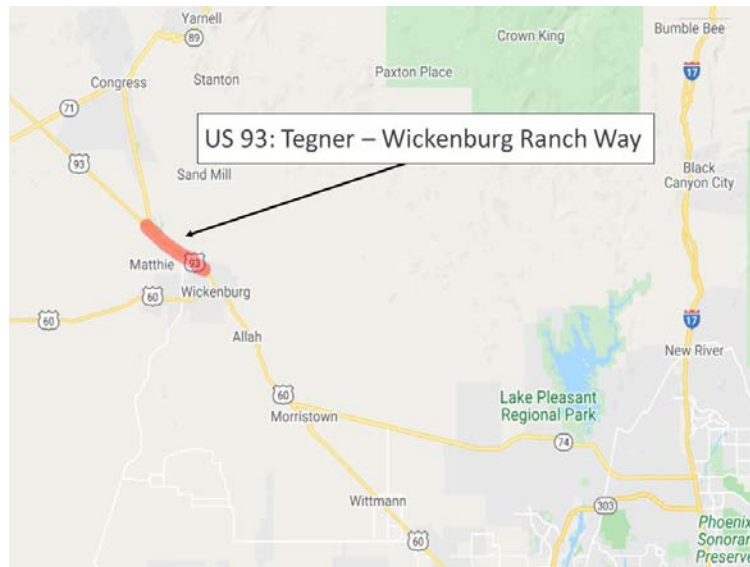 Yarnell
89
Bumble Bee
Crown King
17
Congress
Stanton
Paxton Place
71
US 93: Tegner – Wickenburg Ranch Way
93
Sand Mill
Black
Canyon City
Matthie
93
60
Wickenburg
60
17
Allah
New River
60
Lake Pleasant
Regional Park
Morristown
74
Wittmann
303
60
Phoenix
Sonoran
Preserve